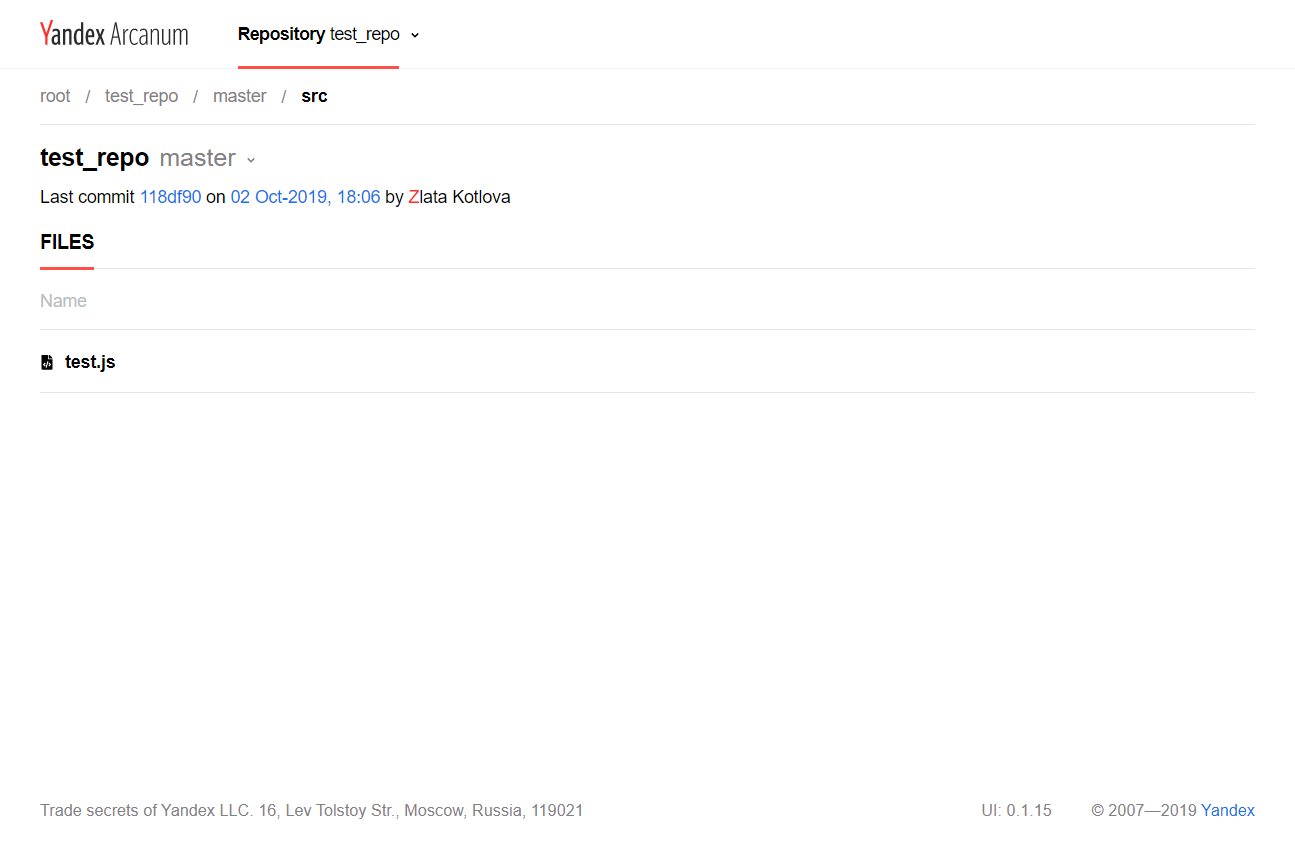 Yandex Arcanum Repository test_repo
root / test_repo / master / src
test_repo master
Last commit 118df90 on 02 Oct-2019, 18:06 by Zlata Kotlova
FILES
Name
test.js
Trade secrets of Yandex LLC. 16, Lev Tolstoy Str., Moscow, Russia, 119021 UI: 0.1.15 © 2007—2019 Yandex